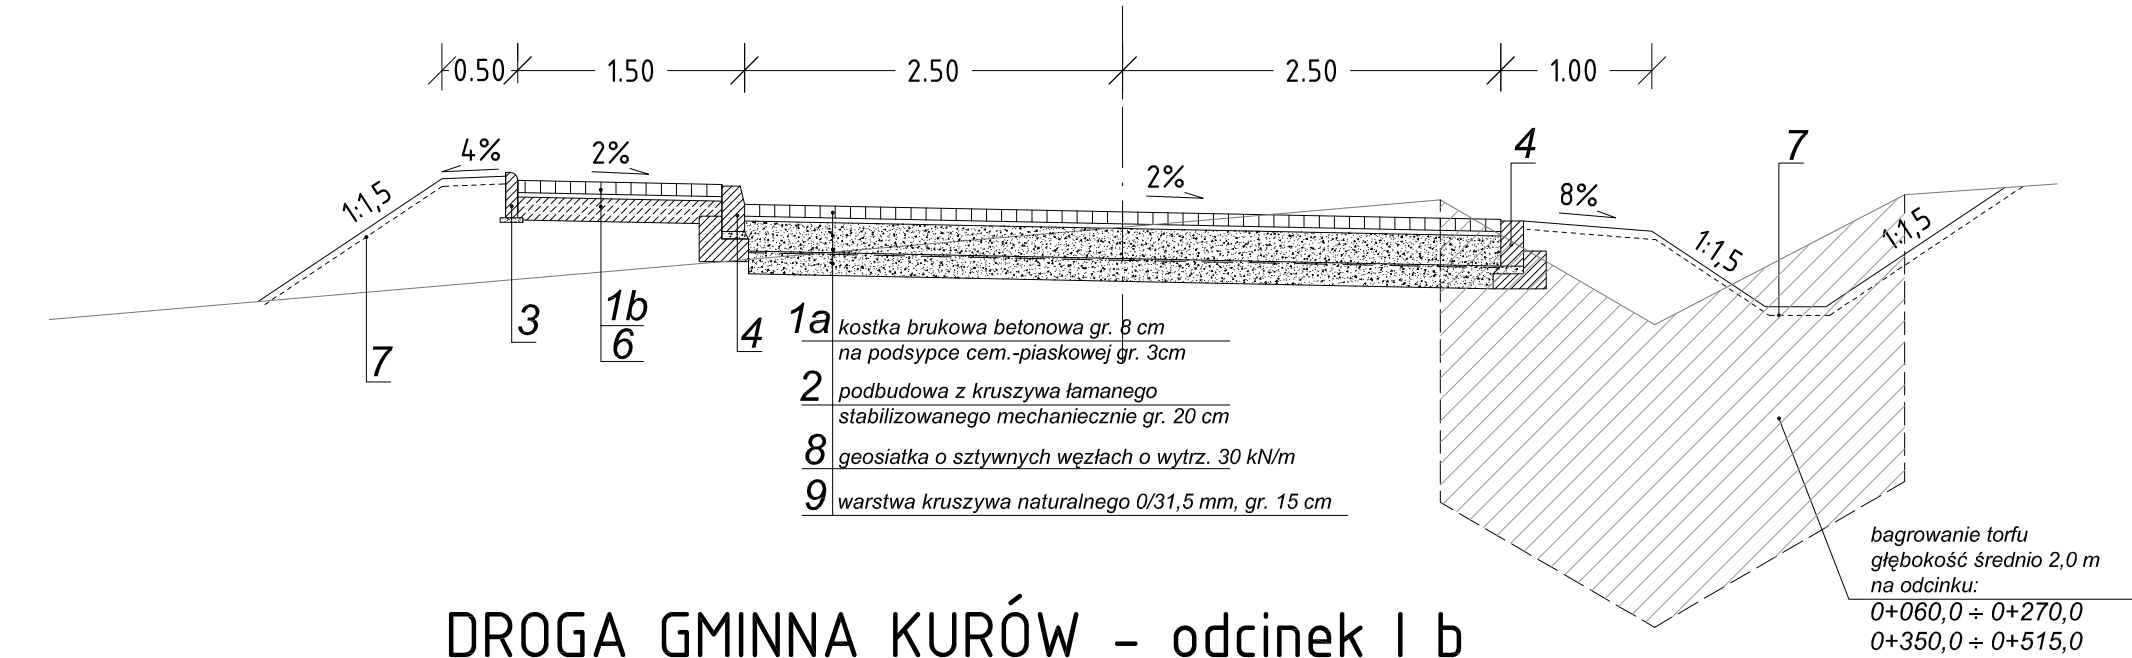 0.50 1.50 2.50 2.50 1.00
4% 2% 2% 4 8% 7
1:1,5 1:1,5 1:1,5
3 1b 4
6
7
1a kostka brukowa betonowa gr. 8 cm
na podsypce cem.-piaskowej gr. 3cm
2 podbudowa z kruszywa łamanego
stabilizowanego mechaniecznie gr. 20 cm
8 geosiatka o sztywnych węzłach o wytrz. 30 kN/m
9 warstwa kruszywa naturalnego 0/31,5 mm, gr. 15 cm
bagrowanie torfu
głębokość średnio 2,0 m
na odcinku:
0+060,0 ÷ 0+270,0
0+350,0 ÷ 0+515,0
DROGA GMINNA KURÓW - odcinek I b